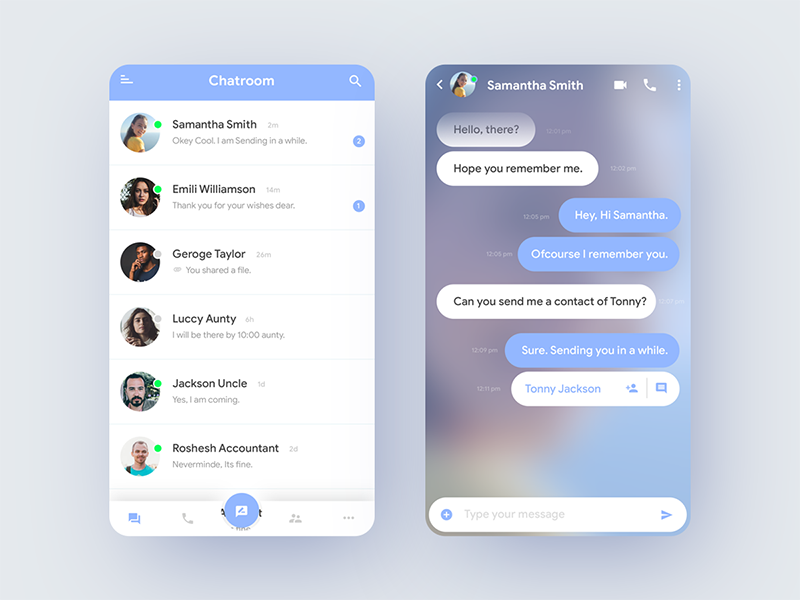 Chatroom
Samantha Smith 2m
Okey Cool. I am Sending in a while.
2
Emili Williamson 14m
Thank you for your wishes dear.
1
Geroge Taylor 26m
You shared a file.
Luccy Aunty 6h
I will be there by 10:00 aunty.
Jackson Uncle 1d
Yes, I am coming.
Roshesh Accountant 2d
Neverminde, Its fine.
Samantha Smith
Hello, there? 12:01 pm
Hope you remember me. 12:02 pm
12:05 pm Hey, Hi Samantha.
12:05 pm Ofcourse I remember you.
Can you send me a contact of Tonny? 12:07 pm
12:09 pm Sure. Sending you in a while.
12:11 pm Tonny Jackson
Type your message